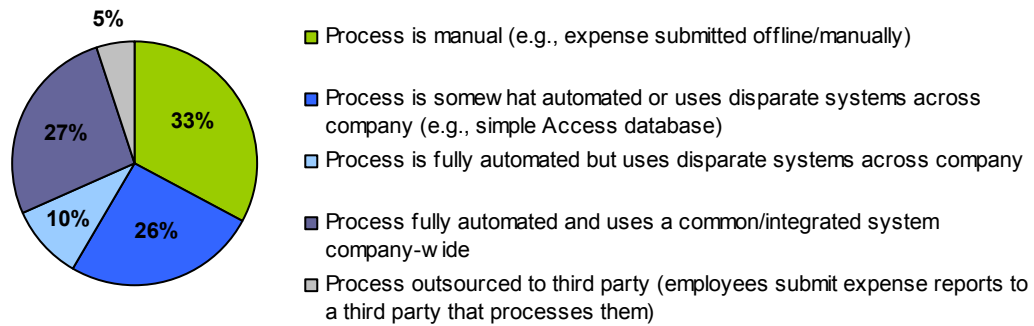 5%
33%
27%
10%
26%
Process is manual (e.g., expense submitted offline/manually)
Process is somewhat automated or uses disparate systems across
company (e.g., simple Access database)
Process is fully automated but uses disparate systems across company
Process fully automated and uses a common/integrated system
company-wide
Process outsourced to third party (employees submit expense reports to
a third party that processes them)